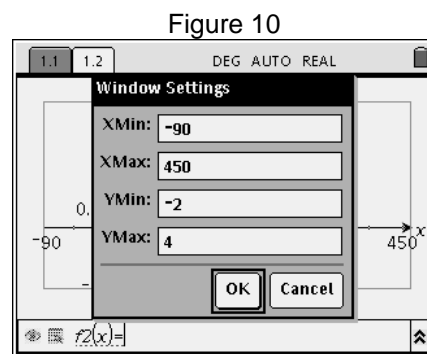 Figure 10
1.1 1.2 DEG AUTO REAL
Window Settings
XMin: -90
XMax: 450
YMin: -2
0.
YMax: 4
-90 450 x
OK Cancel
f2(x)=